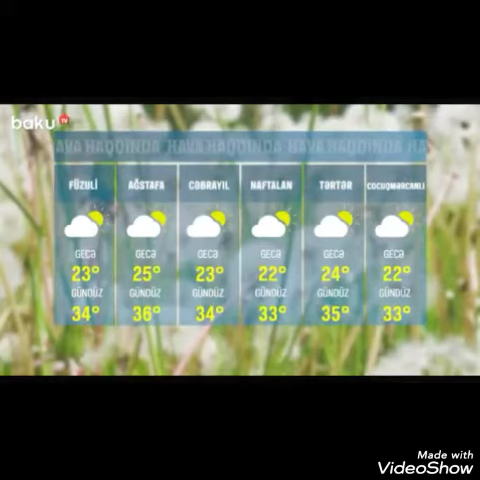 baku TV
HAVA HAQQINDA HAVA HAQQINDA HAVA HA
FÜZULİ AĞSTAFA CƏBRAYIL NAFTALAN TƏRTƏR COCUQMƏRCANLI
GECƏ GECƏ GECƏ GECƏ GECƏ GECƏ
23° 25° 23° 22° 24° 22°
GÜNDÜZ GÜNDÜZ GÜNDÜZ GÜNDÜZ GÜNDÜZ GÜNDÜZ
34° 36° 34° 33° 35° 33°
Made with
VideoShow